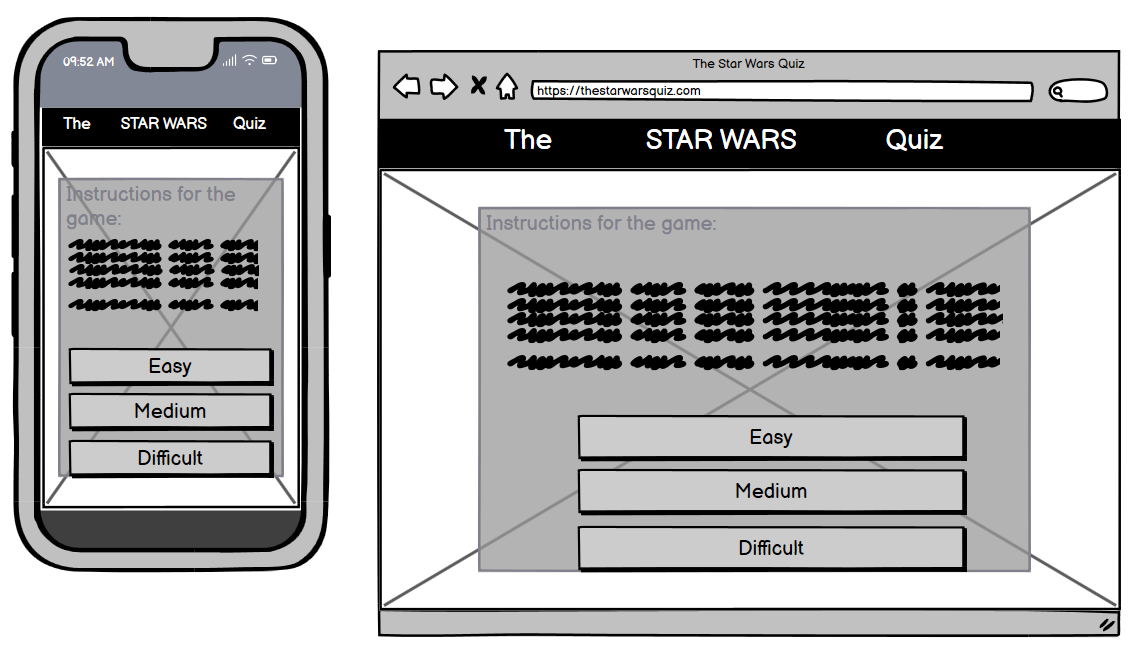 09:52 AM
The STAR WARS Quiz
Instructions for the
game:
Easy
Medium
Difficult
The Star Wars Quiz
https://thestarwarsquiz.com
The STAR WARS Quiz
Instructions for the game:
Easy
Medium
Difficult